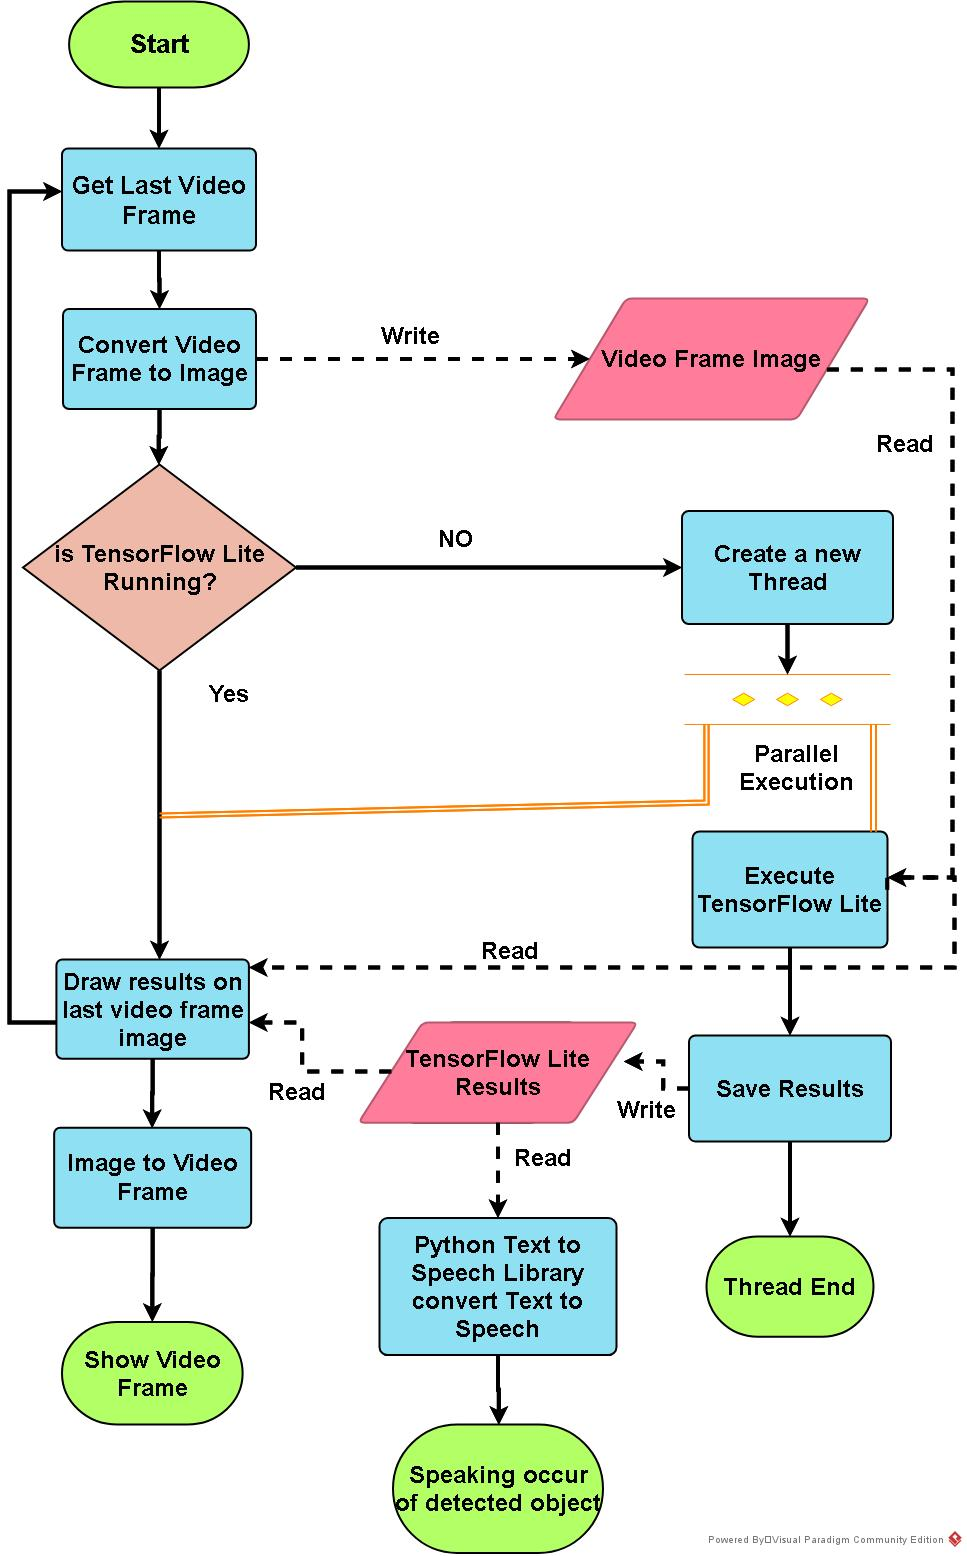 Start
Get Last Video
Frame
Convert Video
Frame to Image
Write
Video Frame Image
Read
is TensorFlow Lite
Running?
NO
Create a new
Thread
Yes
Parallel
Execution
Execute
TensorFlow Lite
Read
Draw results on
last video frame
image
Read
TensorFlow Lite
Results
Write
Save Results
Image to Video
Frame
Read
Python Text to
Speech Library
convert Text to
Speech
Thread End
Show Video
Frame
Speaking occur
of detected object
Powered By Visual Paradigm Community Edition